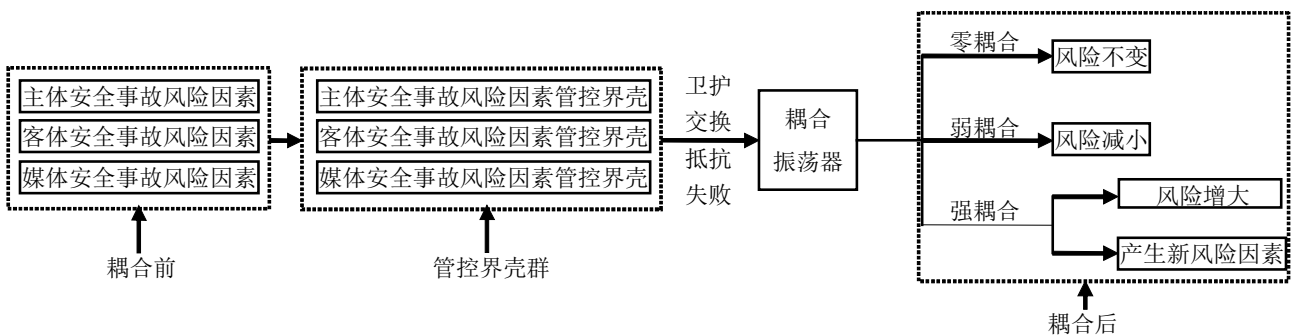 主体安全事故风险因素
客体安全事故风险因素
媒体安全事故风险因素
耦合前
主体安全事故风险因素管控界壳
客体安全事故风险因素管控界壳
媒体安全事故风险因素管控界壳
管控界壳群
卫护
交换
抵抗
失败
耦合
振荡器
零耦合
风险不变
弱耦合
风险减小
强耦合
风险增大
产生新风险因素
耦合后